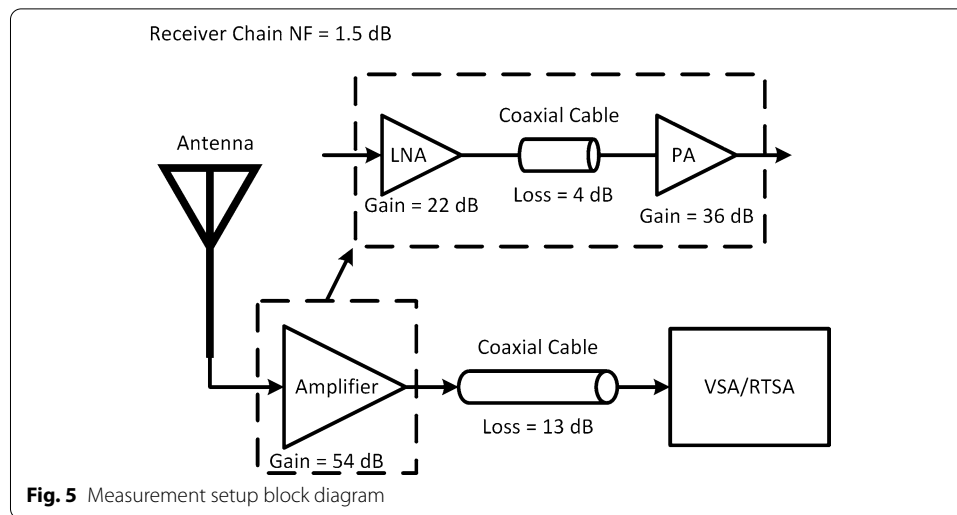 Receiver Chain NF = 1.5 dB
Coaxial Cable
LNA
PA
Loss = 4 dB
Gain = 22 dB
Gain = 36 dB
Antenna
Coaxial Cable
Amplifier
VSA/RTSA
Loss = 13 dB
Gain = 54 dB
Fig. 5 Measurement setup block diagram